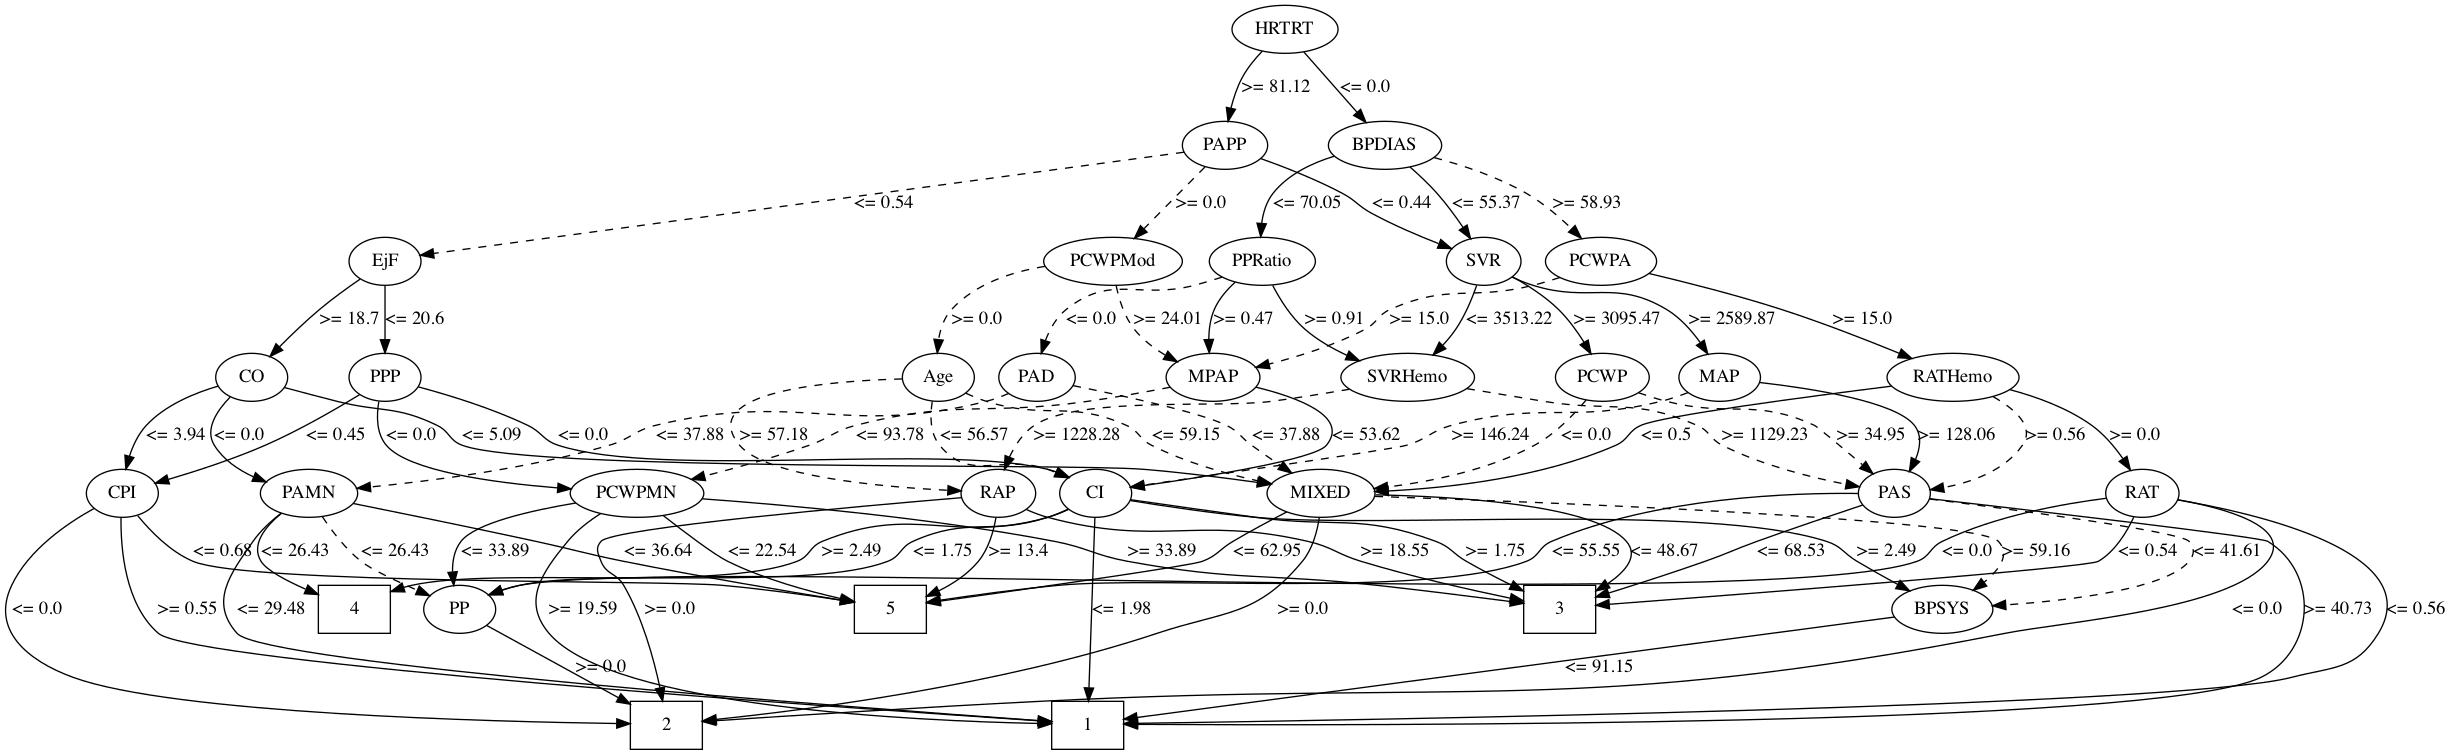 HRTRT
>= 81.12 <= 0.0
PAPP BPDIAS
<= 0.54 >= 0.0 <= 70.05 <= 0.44 <= 55.37 >= 58.93
EjF PCWPMod PPRatio SVR PCWPA
>= 18.7 <= 20.6 >= 0.0 <= 0.0 >= 24.01 >= 0.47 >= 0.91 >= 15.0 <= 3513.22 >= 3095.47 >= 2589.87 >= 15.0
CO PPP Age PAD MPAP SVRHemo PCWP MAP RATHemo
<= 3.94 <= 0.0 <= 0.45 <= 0.0 <= 5.09 <= 0.0 <= 37.88 >= 57.18 <= 93.78 <= 56.57 >= 1228.28 <= 59.15 <= 37.88 <= 53.62 >= 146.24 <= 0.0 <= 0.5 >= 1129.23 >= 34.95 >= 128.06 >= 0.56 >= 0.0
CPI PAMN PCWPMN RAP CI MIXED PAS RAT
<= 0.68 <= 26.43 <= 26.43 <= 33.89 <= 36.64 <= 22.54 >= 2.49 <= 1.75 >= 13.4 >= 33.89 <= 62.95 >= 18.55 >= 1.75 <= 55.55 <= 48.67 <= 68.53 >= 2.49 <= 0.0 >= 59.16 <= 0.54 <= 41.61
4 PP 5 3 BPSYS
<= 0.0 >= 0.55 <= 29.48 >= 19.59 >= 0.0 <= 1.98 >= 0.0 <= 0.0 >= 40.73 <= 0.56
>= 0.0 <= 91.15
2 1